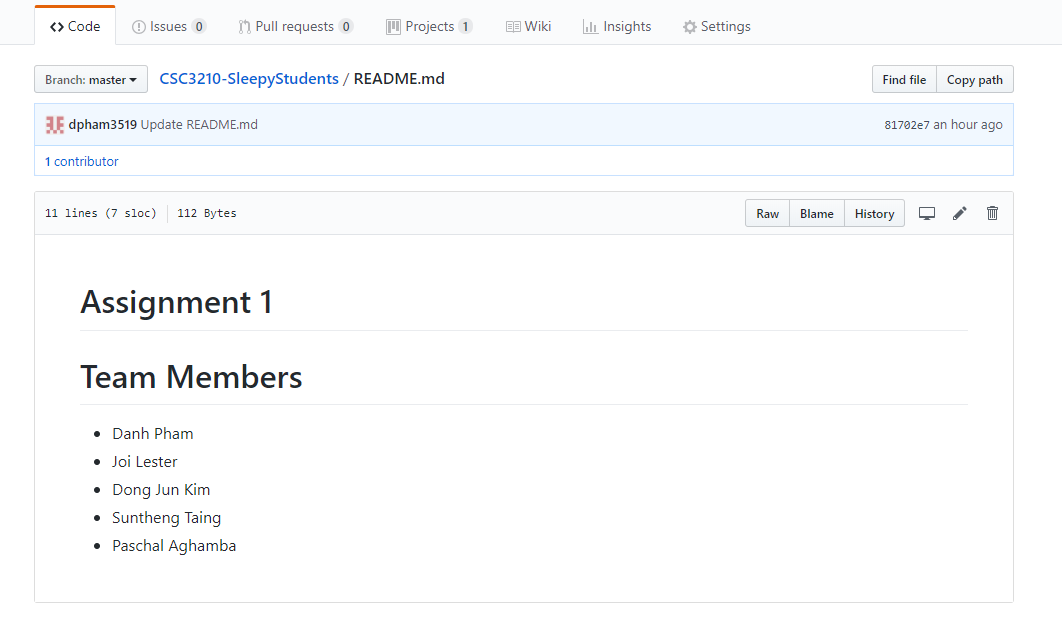 Code Issues 0 Pull requests 0 Projects 1 Wiki Insights Settings
Branch: master CSC3210-SleepyStudents / README.md Find file Copy path
dpham3519 Update README.md 81702e7 an hour ago
1 contributor
11 lines (7 sloc) 112 Bytes Raw Blame History
Assignment 1
Team Members
Danh Pham
Joi Lester
Dong Jun Kim
Suntheng Taing
Paschal Aghamba